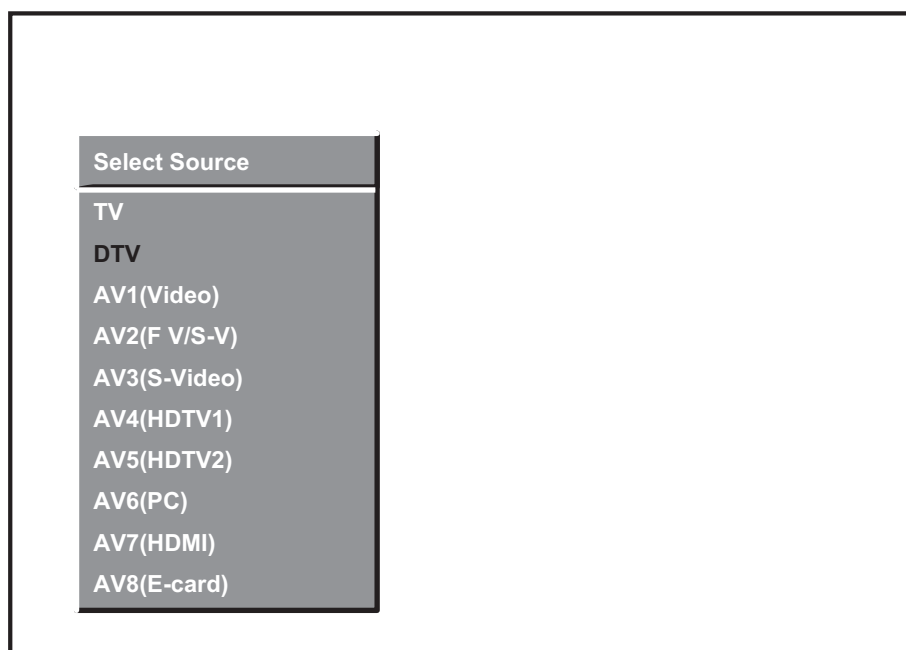 Select Source
TV
DTV
AV1(Video)
AV2(F V/S-V)
AV3(S-Video)
AV4(HDTV1)
AV5(HDTV2)
AV6(PC)
AV7(HDMI)
AV8(E-card)